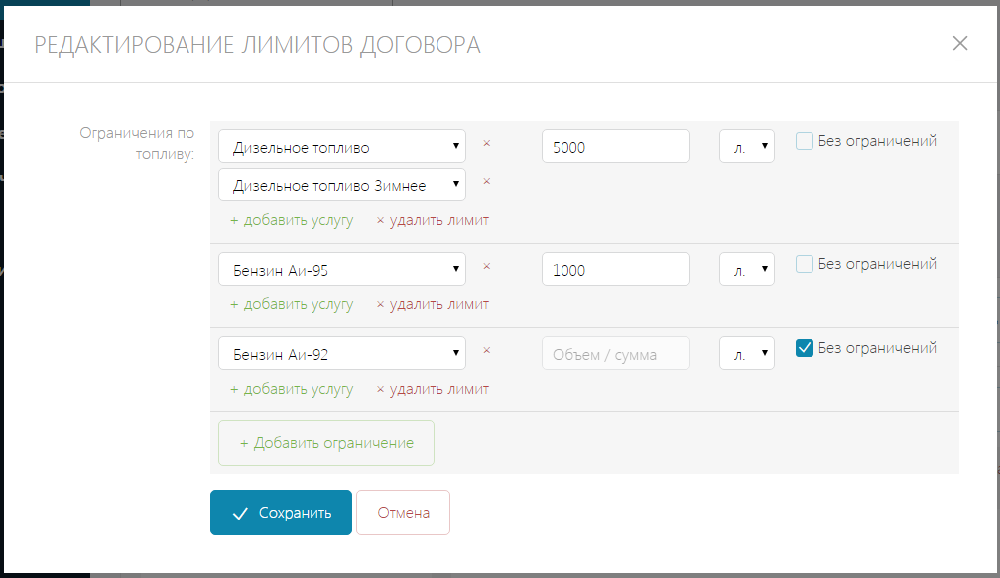 РЕДАКТИРОВАНИЕ ЛИМИТОВ ДОГОВОРА
Ограничения по
топливу:
Дизельное топливо
5000
л.
Без ограничений
Дизельное топливо Зимнее
+ добавить услугу
× удалить лимит
Бензин Аи-95
1000
л.
Без ограничений
+ добавить услугу
× удалить лимит
Бензин Аи-92
Объем / сумма
л.
Без ограничений
+ добавить услугу
× удалить лимит
+ Добавить ограничение
Сохранить
Отмена